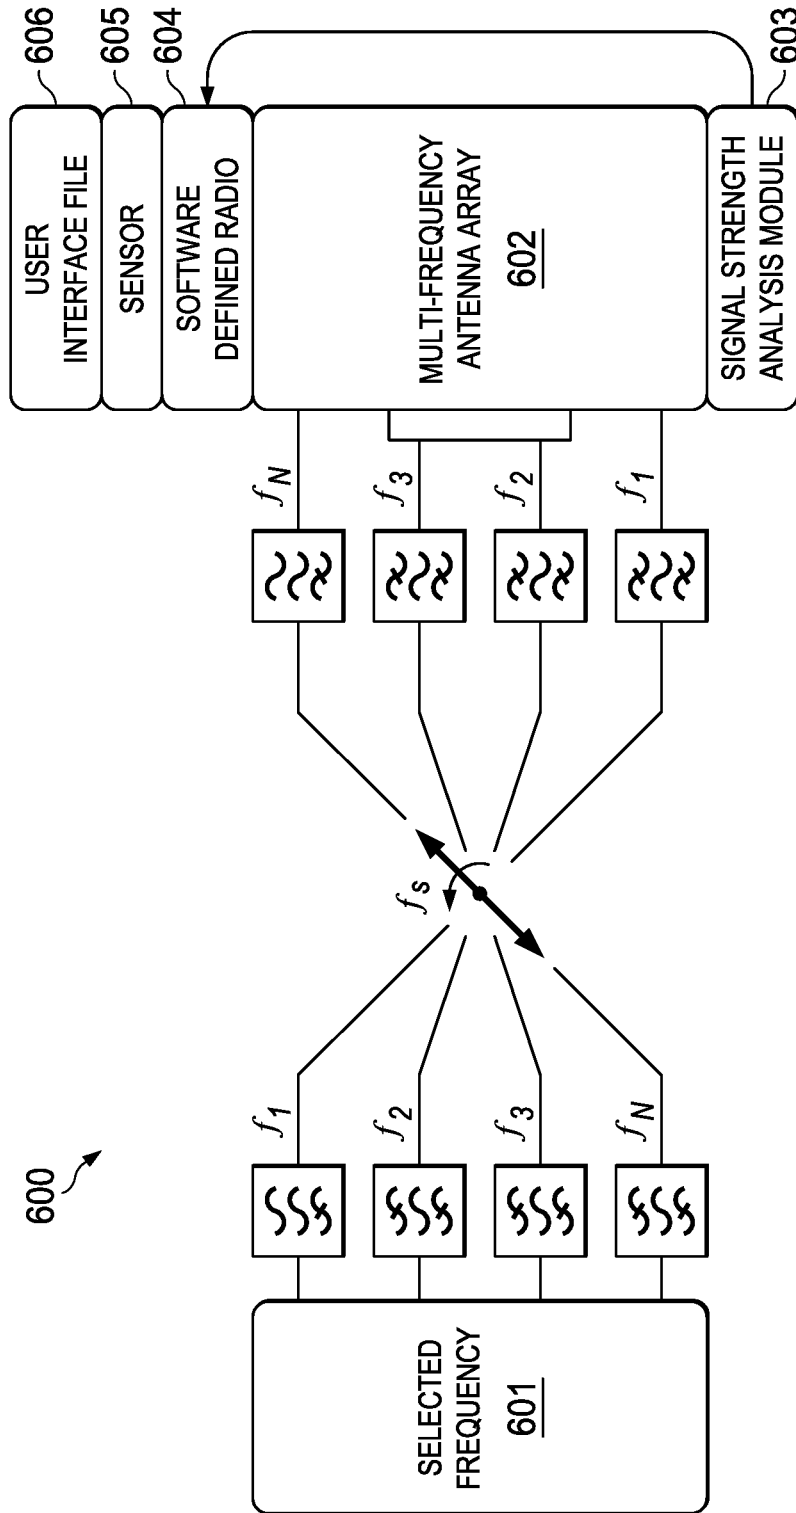 600
SELECTED
FREQUENCY
601
f1
f2
f3
fN
fs
fN
f3
f2
f1
USER
INTERFACE FILE
606
SENSOR
605
SOFTWARE
DEFINED RADIO
604
MULTI-FREQUENCY
ANTENNA ARRAY
602
SIGNAL STRENGTH
ANALYSIS MODULE
603